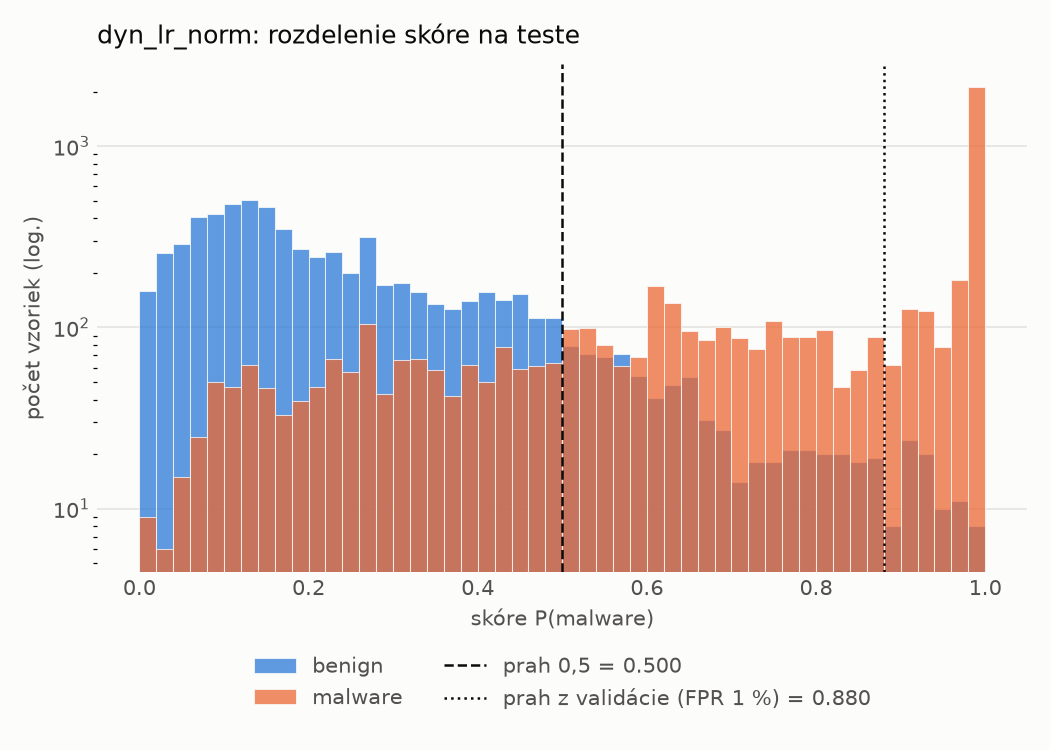 dyn_lr_norm: rozdelenie skóre na teste
počet vzoriek (log.)
10³
10²
10¹
0.0 0.2 0.4 0.6 0.8 1.0
skóre P(malware)
benign
malware
prah 0,5 = 0.500
prah z validácie (FPR 1 %) = 0.880